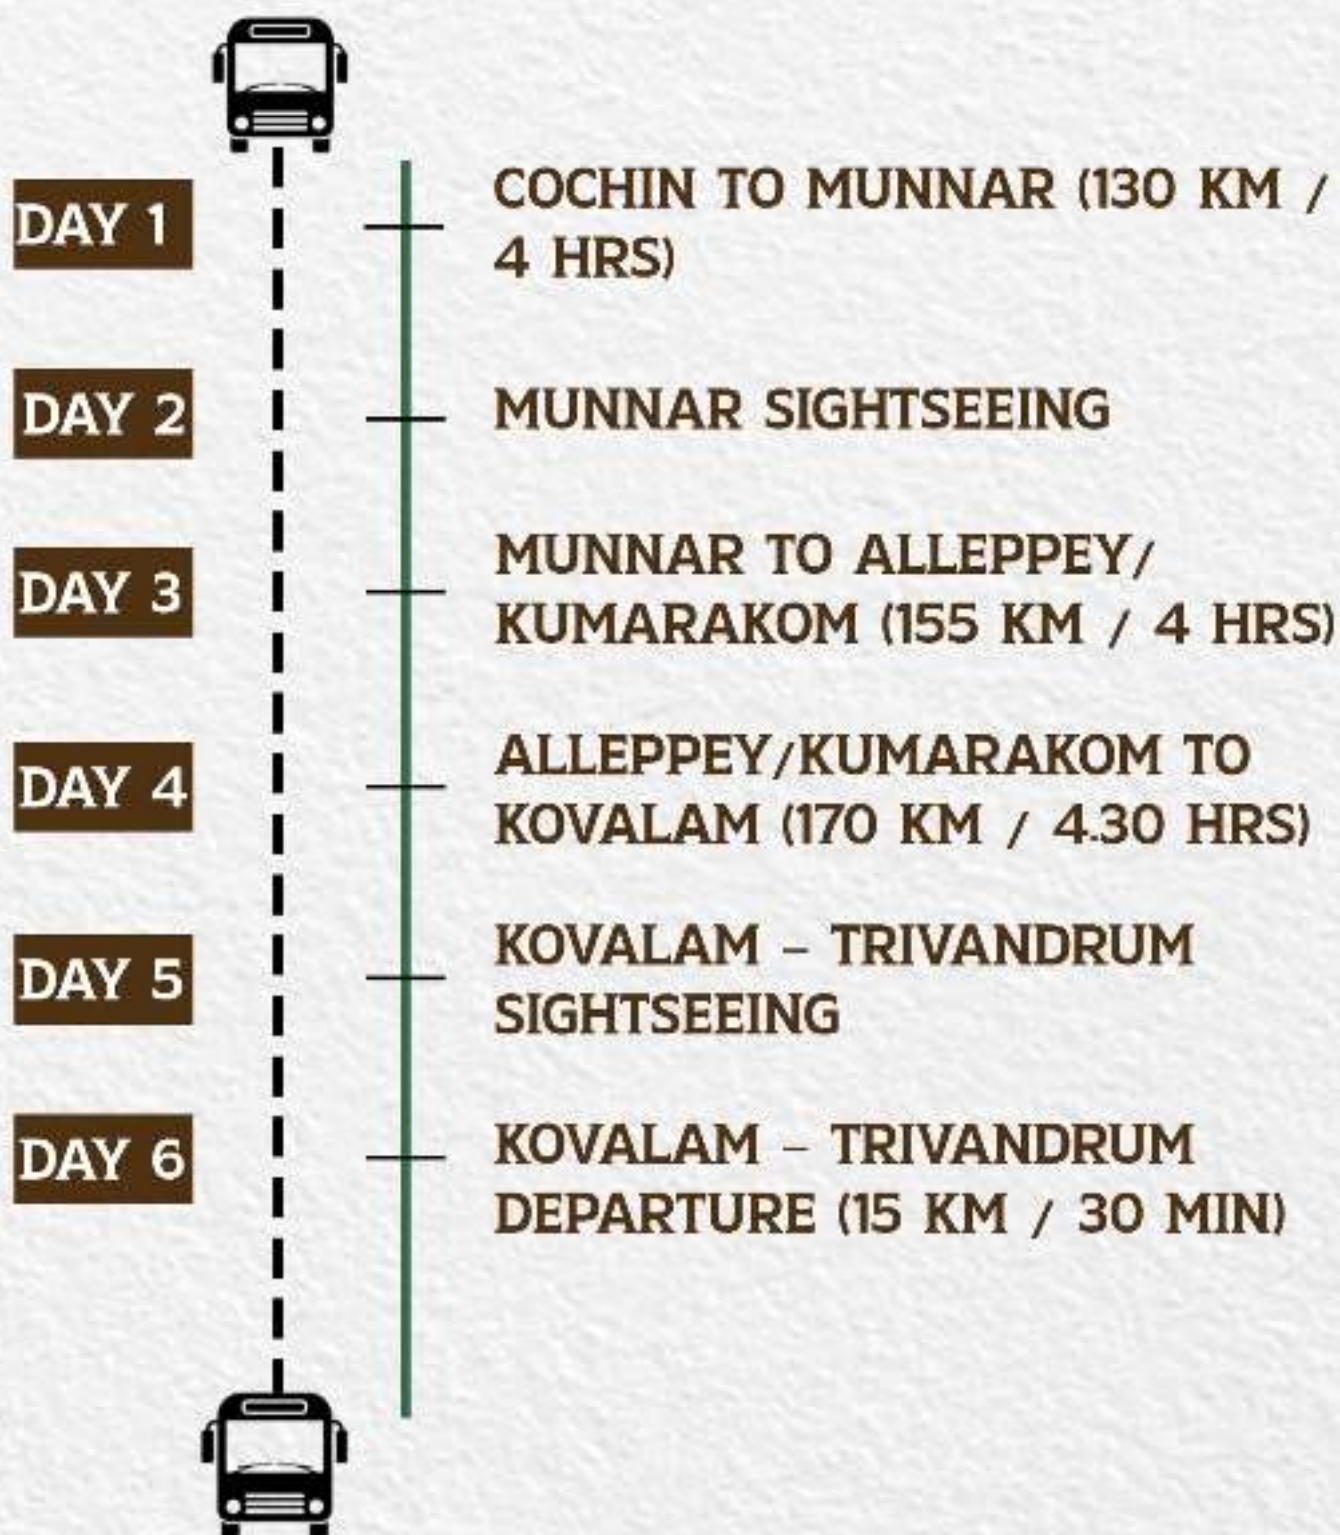 DAY 1
COCHIN TO MUNNAR (130 KM /
4 HRS)
DAY 2
MUNNAR SIGHTSEEING
DAY 3
MUNNAR TO ALLEPPEY/
KUMARAKOM (155 KM / 4 HRS)
DAY 4
ALLEPPEY/KUMARAKOM TO
KOVALAM (170 KM / 4.30 HRS)
DAY 5
KOVALAM – TRIVANDRUM
SIGHTSEEING
DAY 6
KOVALAM – TRIVANDRUM
DEPARTURE (15 KM / 30 MIN)